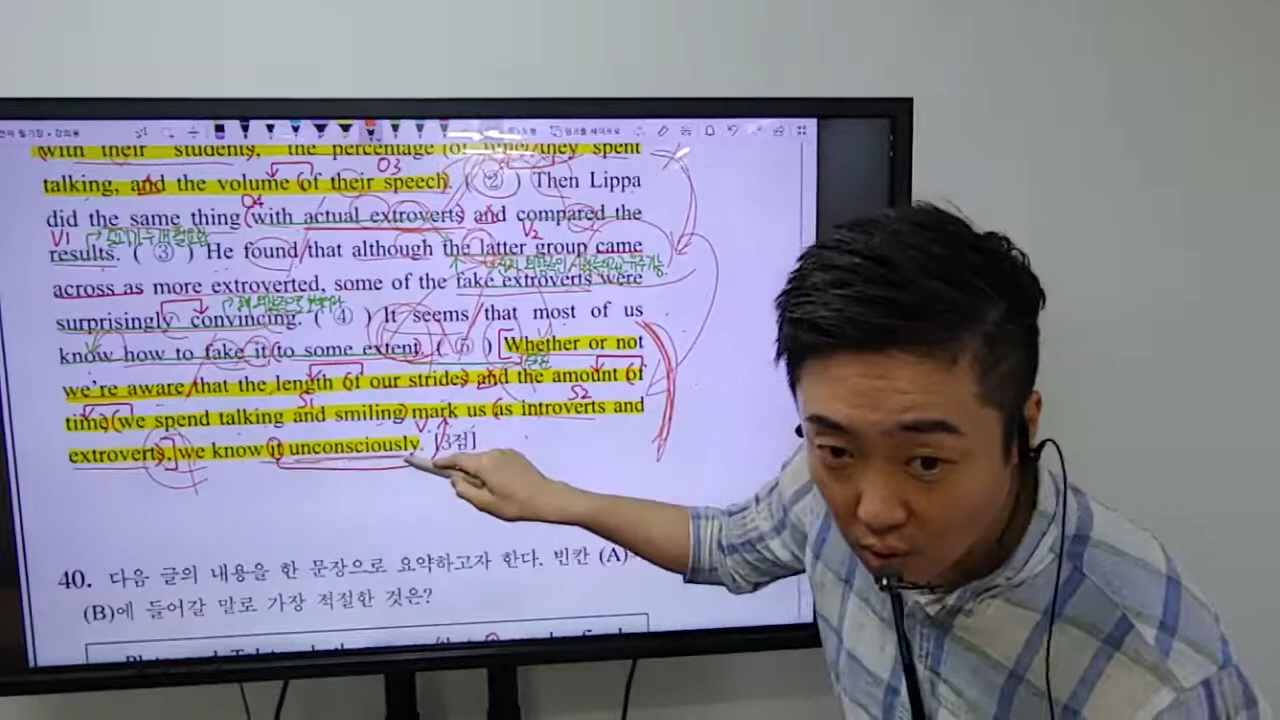 with their students, the percentage of time they spent
talking, and the volume of their speech. ( ② ) Then Lippa
did the same thing with actual extroverts and compared the
results. ( ③ ) He found that although the latter group came
across as more extroverted, some of the fake extroverts were
surprisingly convincing. ( ④ ) It seems that most of us
know how to fake it to some extent. ( ⑤ ) Whether or not
we're aware that the length of our strides and the amount of
time we spend talking and smiling mark us as introverts and
extroverts, we know it unconsciously. [3점]
40. 다음 글의 내용을 한 문장으로 요약하고자 한다. 빈칸 (A)
(B)에 들어갈 말로 가장 적절한 것은?
O3
O4
V1
V2
S1
S2
V